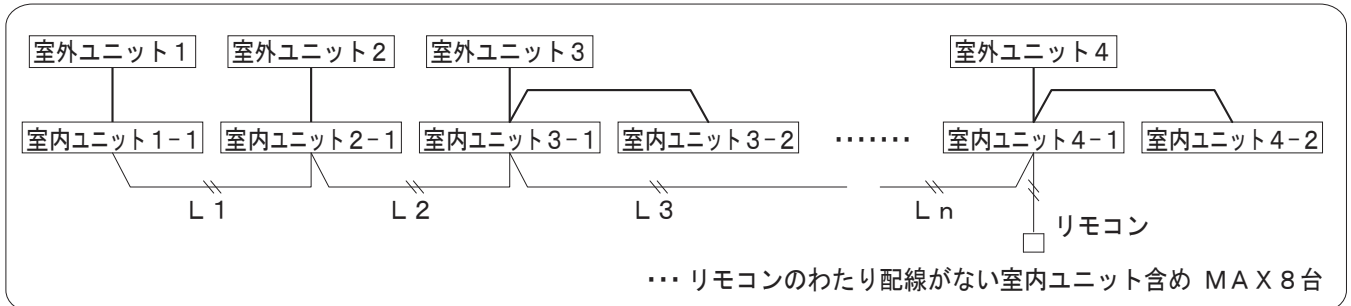 室外ユニット1 室外ユニット2 室外ユニット3 室外ユニット4
室内ユニット1-1 室内ユニット2-1 室内ユニット3-1 室内ユニット3-2 ・・・・・・・ 室内ユニット4-1 室内ユニット4-2
L1 L2 L3 Ln
リモコン
・・・リモコンのわたり配線がない室内ユニット含め MAX8台